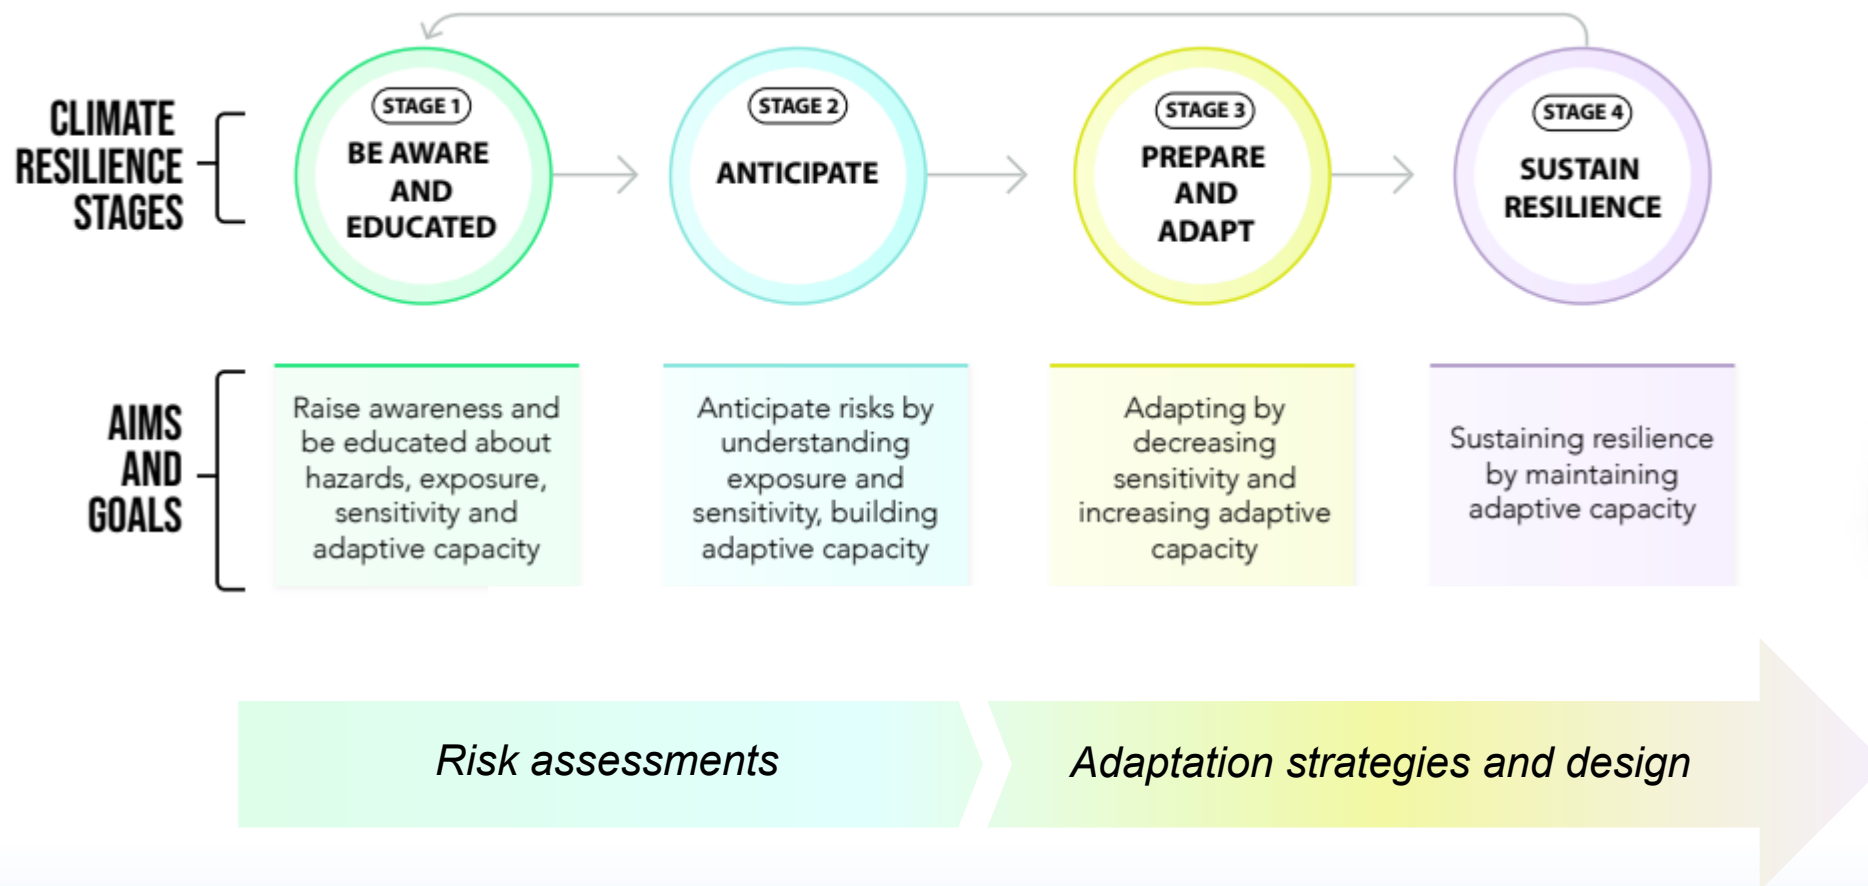 CLIMATE
RESILIENCE
STAGES
STAGE 1
BE AWARE
AND
EDUCATED
STAGE 2
ANTICIPATE
STAGE 3
PREPARE
AND
ADAPT
STAGE 4
SUSTAIN
RESILIENCE
AIMS
AND
GOALS
Raise awareness and
be educated about
hazards, exposure,
sensitivity and
adaptive capacity
Anticipate risks by
understanding
exposure and
sensitivity, building
adaptive capacity
Adapting by
decreasing
sensitivity and
increasing adaptive
capacity
Sustaining resilience
by maintaining
adaptive capacity
Risk assessments
Adaptation strategies and design